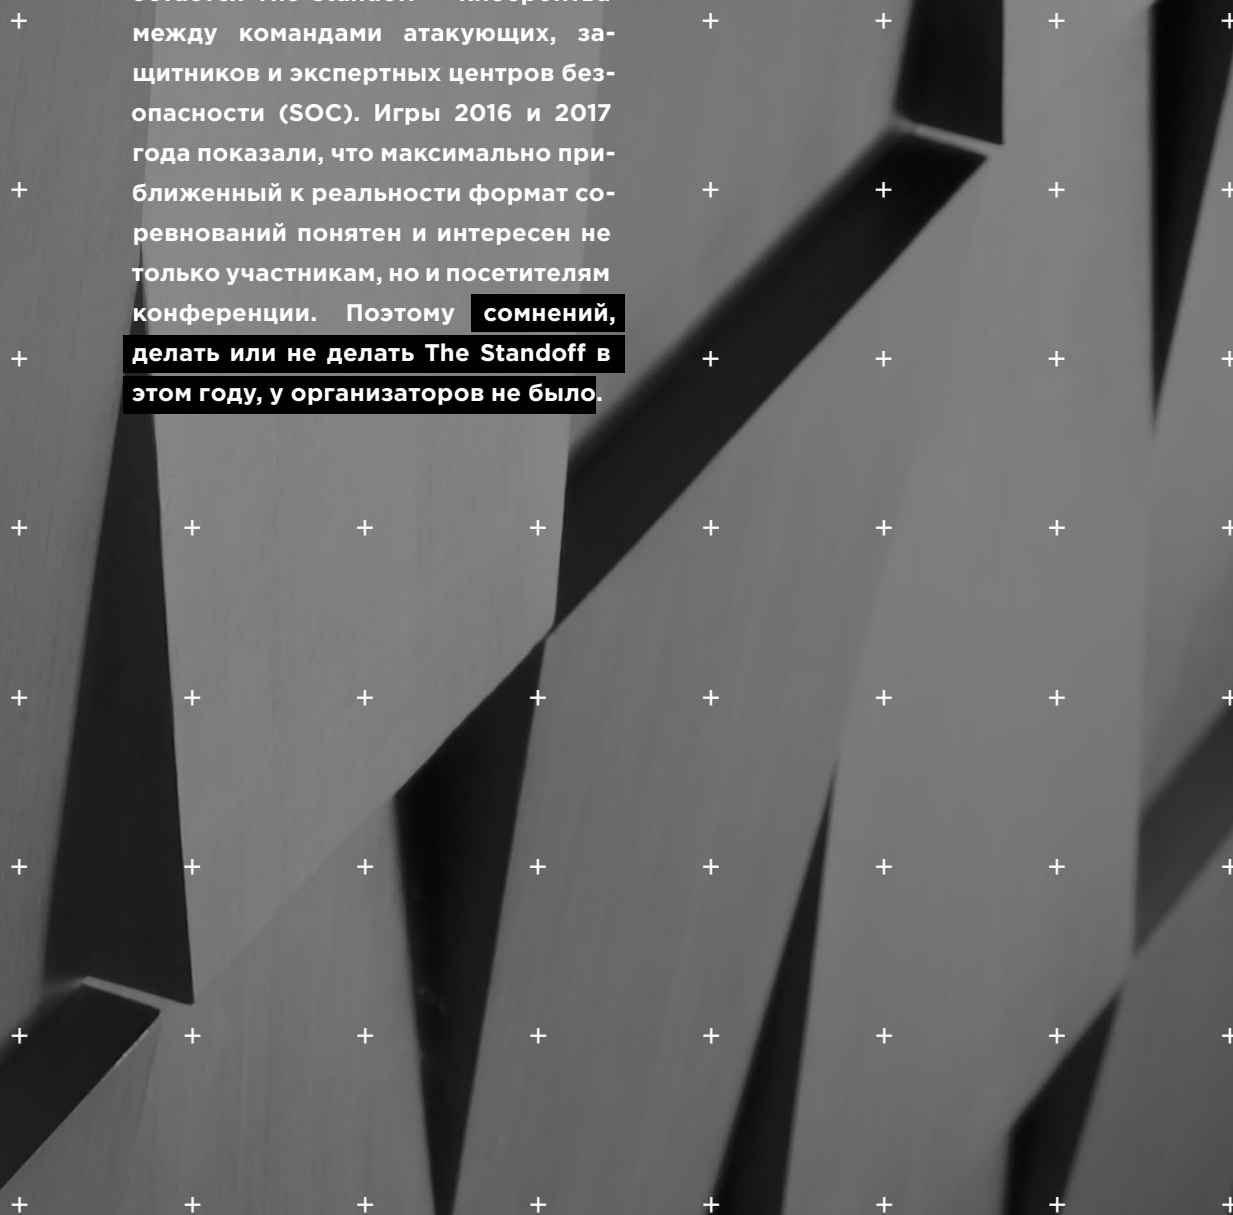 между командами атакующих, за-
щитников и экспертных центров без-
опасности (SOC). Игры 2016 и 2017
года показали, что максимально при-
ближенный к реальности формат со-
ревнований понятен и интересен не
только участникам, но и посетителям
конференции. Поэтому сомнений,
делать или не делать The Standoff в
этом году, у организаторов не было.